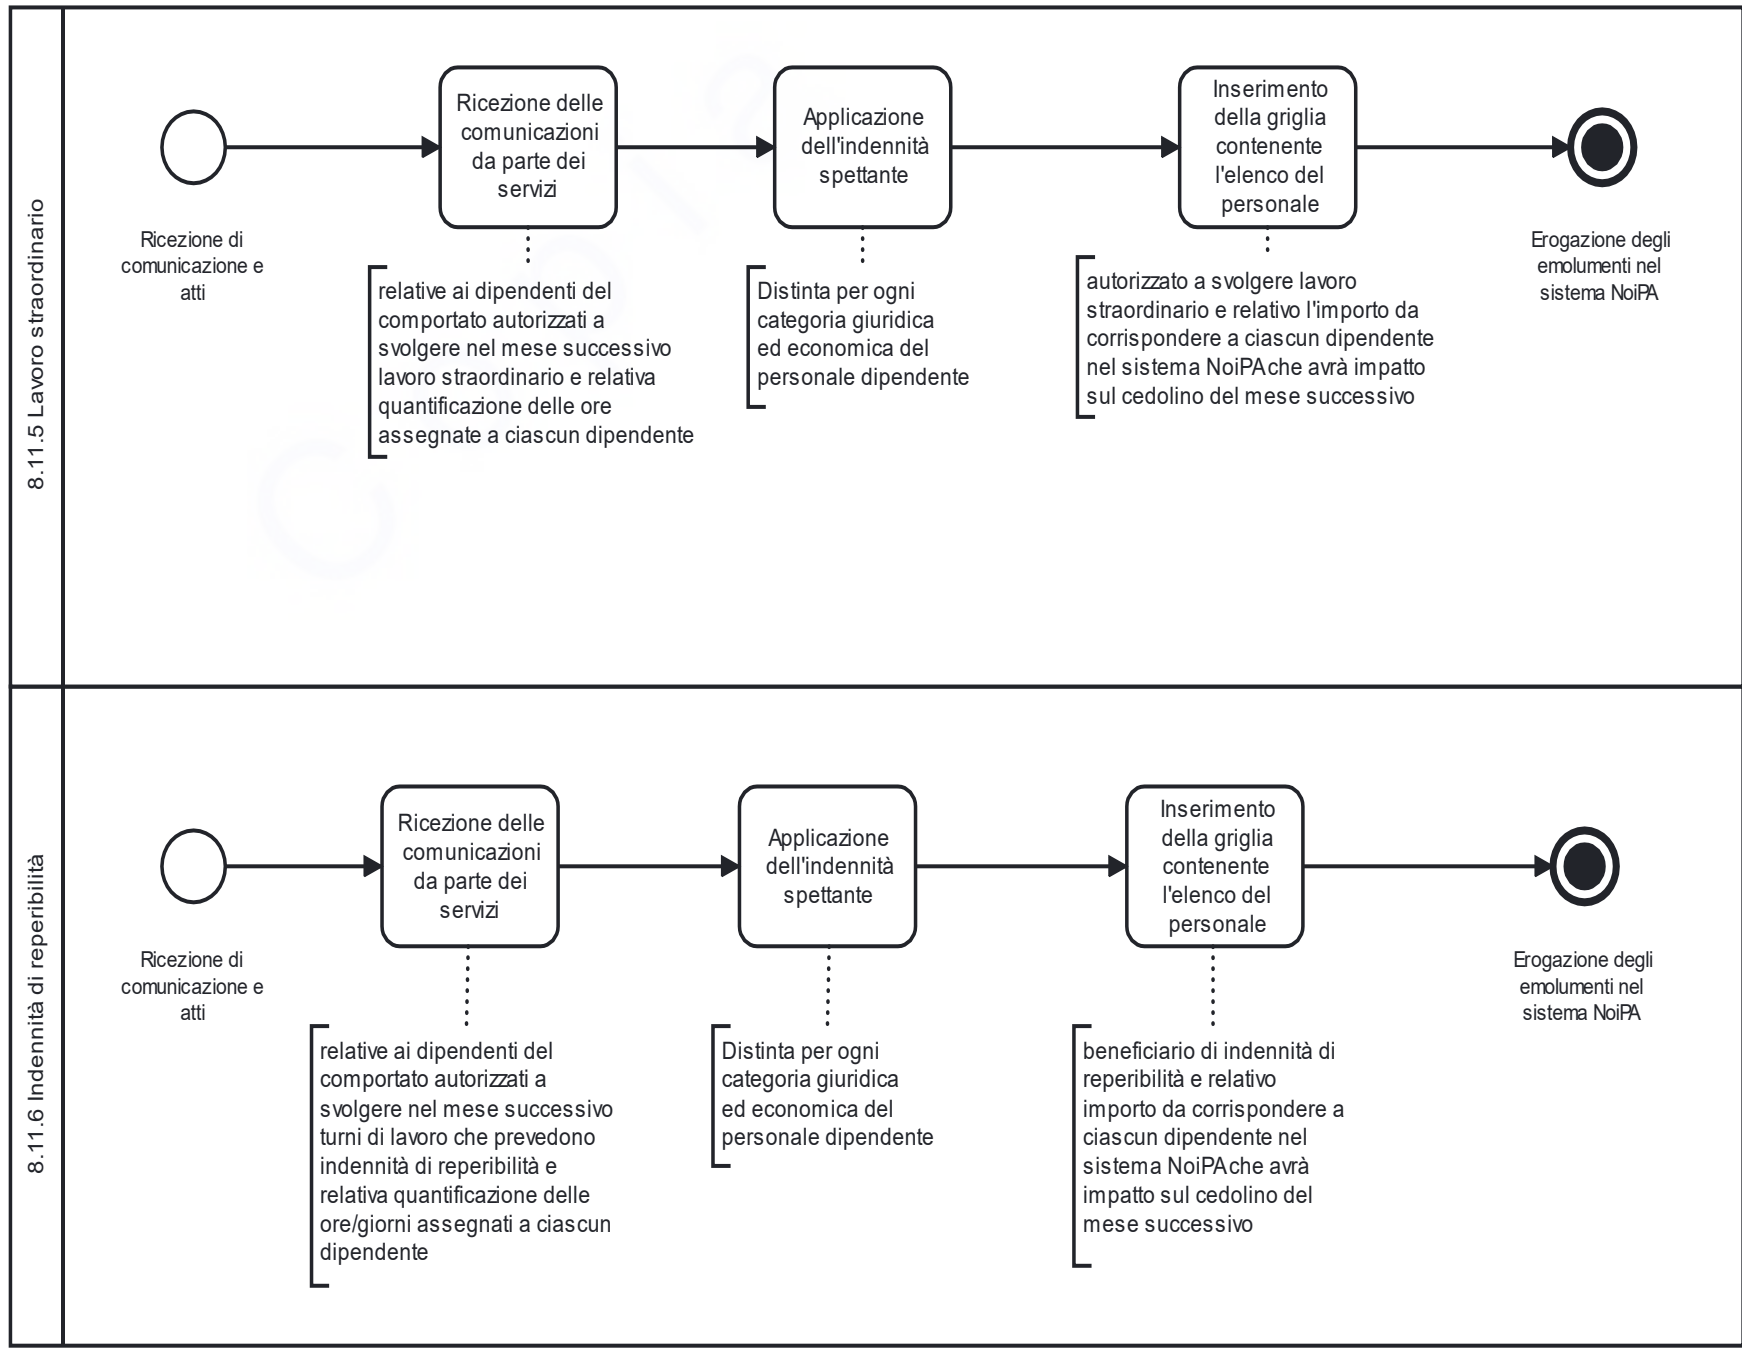 8.11.5 Lavoro straordinario
Ricezione di
comunicazione e
atti
Ricezione delle
comunicazioni
da parte dei
servizi
relative ai dipendenti del
comportato autorizzati a
svolgere nel mese successivo
lavoro straordinario e relativa
quantificazione delle ore
assegnate a ciascun dipendente
Applicazione
dell'indennità
spettante
Distinta per ogni
categoria giuridica
ed economica del
personale dipendente
Inserimento
della griglia
contenente
l'elenco del
personale
autorizzato a svolgere lavoro
straordinario e relativo l'importo da
corrispondere a ciascun dipendente
nel sistema NoiPA che avrà impatto
sul cedolino del mese successivo
Erogazione degli
emolumenti nel
sistema NoiPA
8.11.6 Indennità di reperibilità
Ricezione di
comunicazione e
atti
Ricezione delle
comunicazioni
da parte dei
servizi
relative ai dipendenti del
comportato autorizzati a
svolgere nel mese successivo
turni di lavoro che prevedono
indennità di reperibilità e
relativa quantificazione delle
ore/giorni assegnati a ciascun
dipendente
Applicazione
dell'indennità
spettante
Distinta per ogni
categoria giuridica
ed economica del
personale dipendente
Inserimento
della griglia
contenente
l'elenco del
personale
beneficiario di indennità di
reperibilità e relativo
importo da corrispondere a
ciascun dipendente nel
sistema NoiPA che avrà
impatto sul cedolino del
mese successivo
Erogazione degli
emolumenti nel
sistema NoiPA